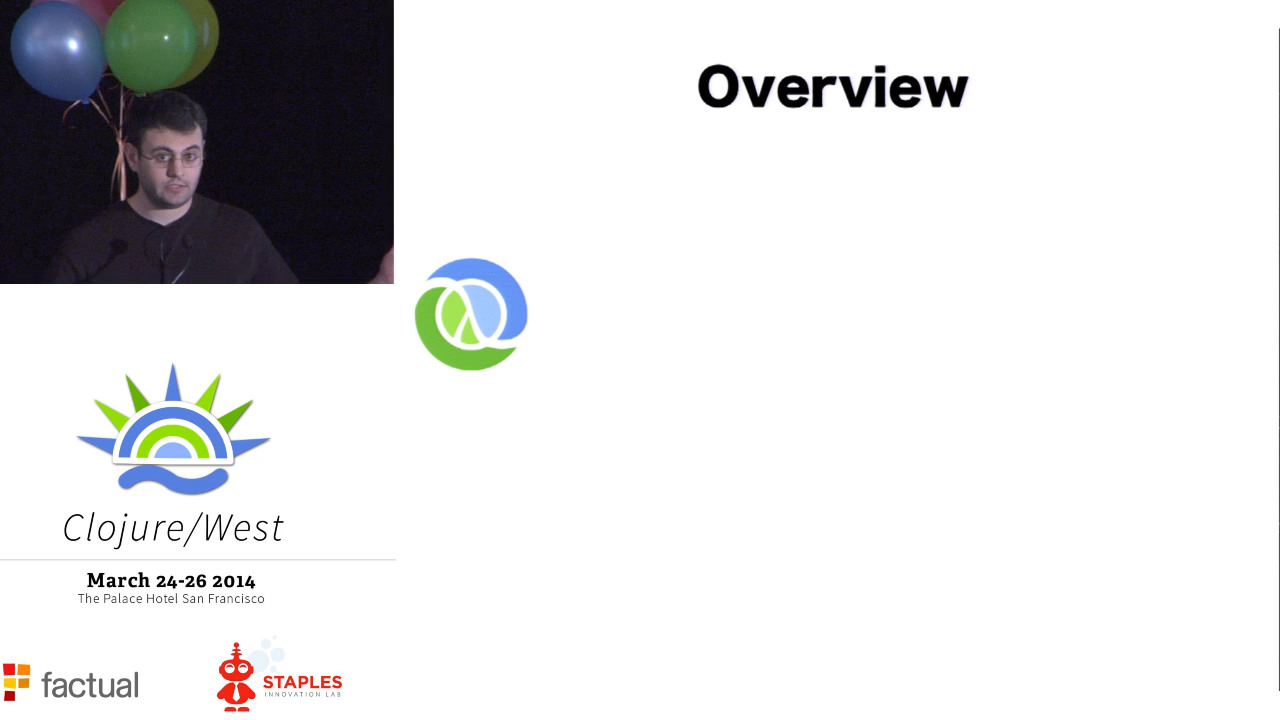 Overview
Clojure/West
March 24-26 2014
The Palace Hotel San Francisco
factual
STAPLES
INNOVATION LAB